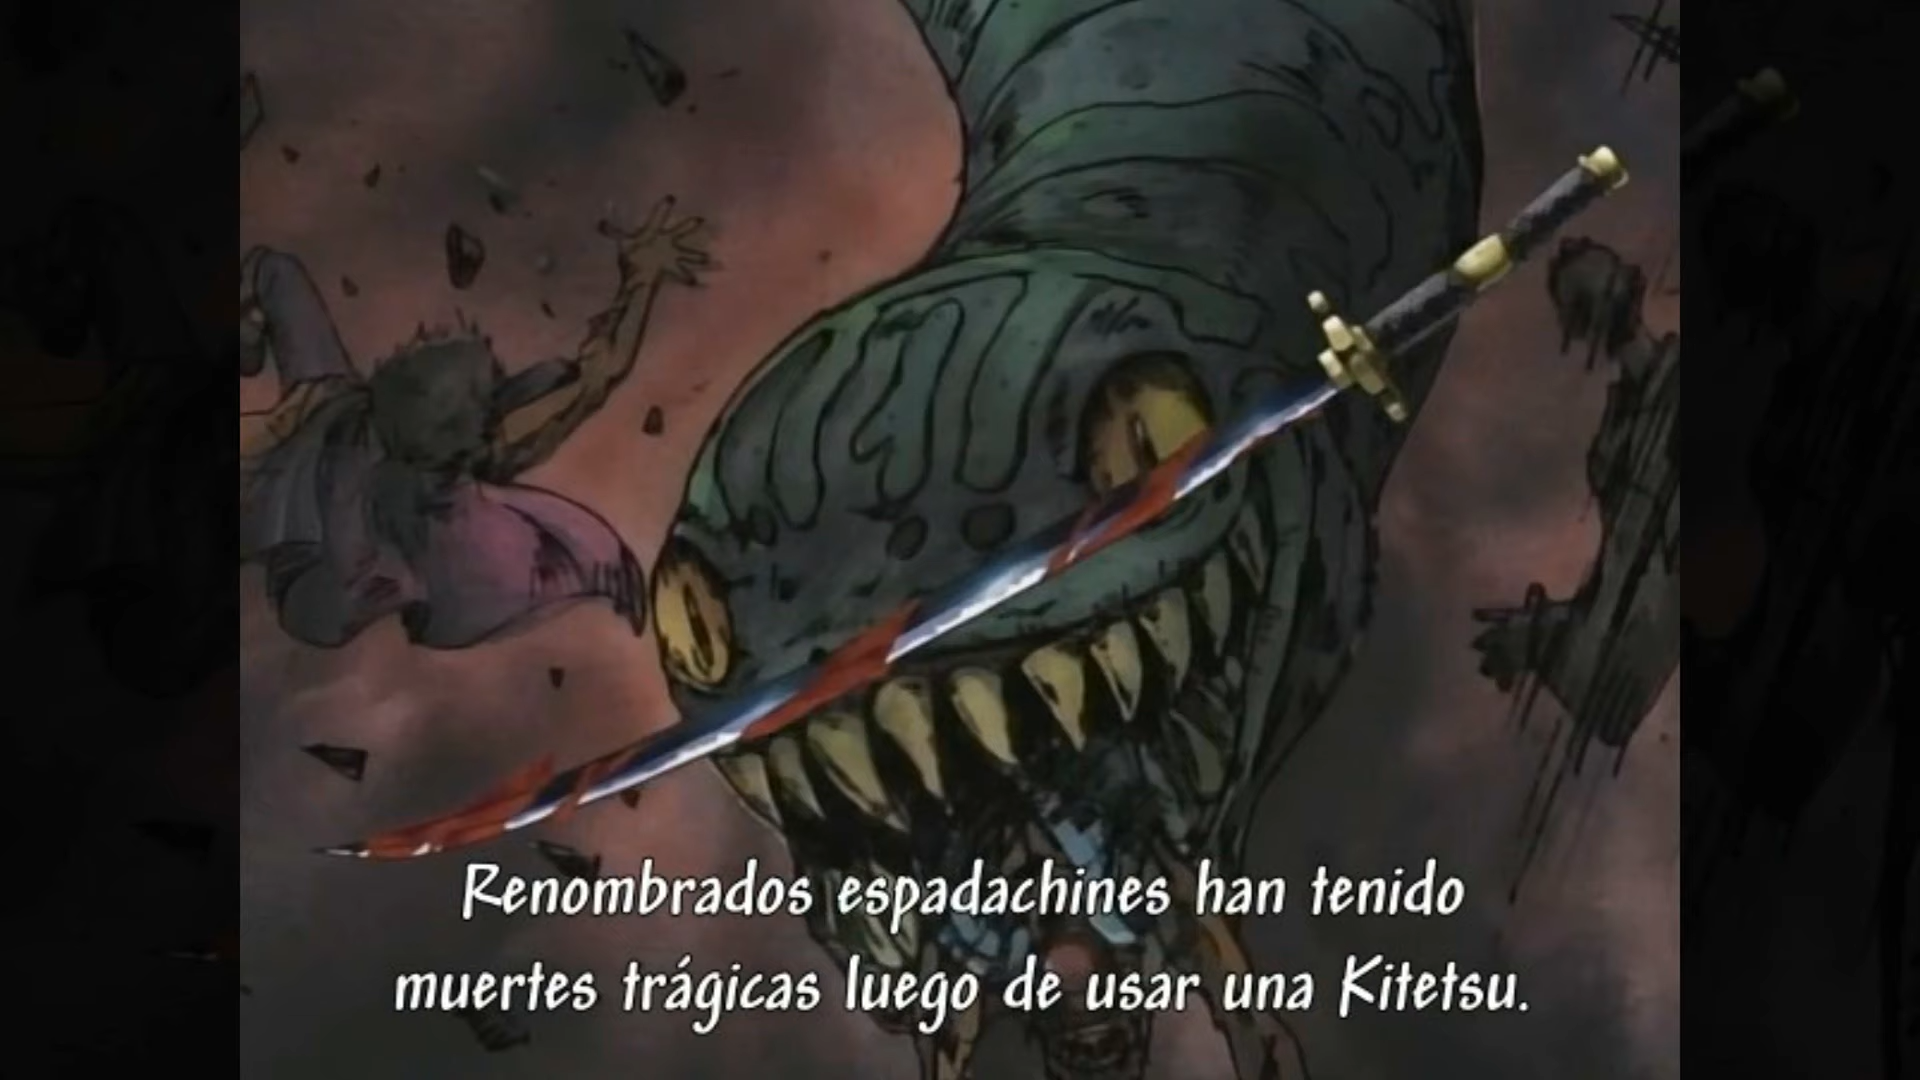 Renombrados espadachines han tenido
muertes trágicas luego de usar una Kitetsu.